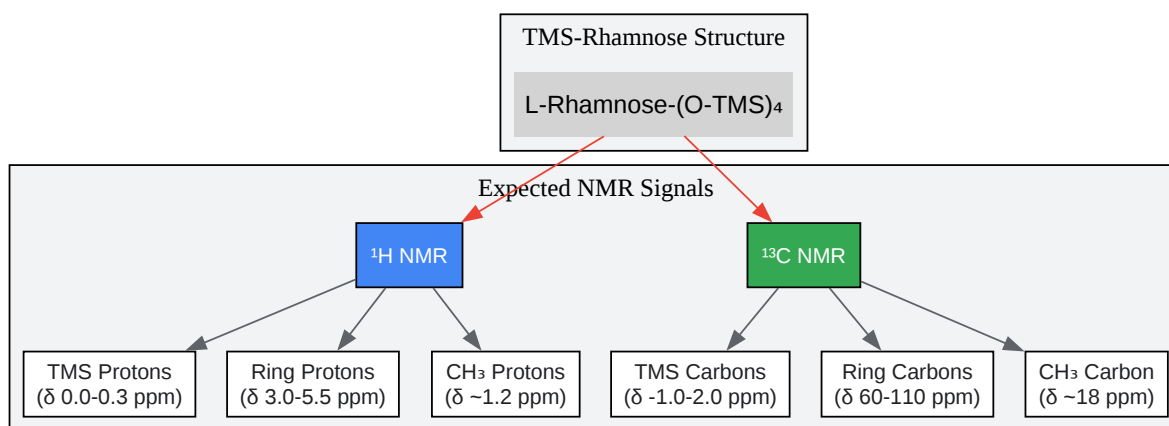 TMS-Rhamnose Structure
L-Rhamnose-(O-TMS)₄
Expected NMR Signals
¹H NMR
¹³C NMR
TMS Protons
(δ 0.0-0.3 ppm)
Ring Protons
(δ 3.0-5.5 ppm)
CH₃ Protons
(δ ~1.2 ppm)
TMS Carbons
(δ -1.0-2.0 ppm)
Ring Carbons
(δ 60-110 ppm)
CH₃ Carbon
(δ ~18 ppm)